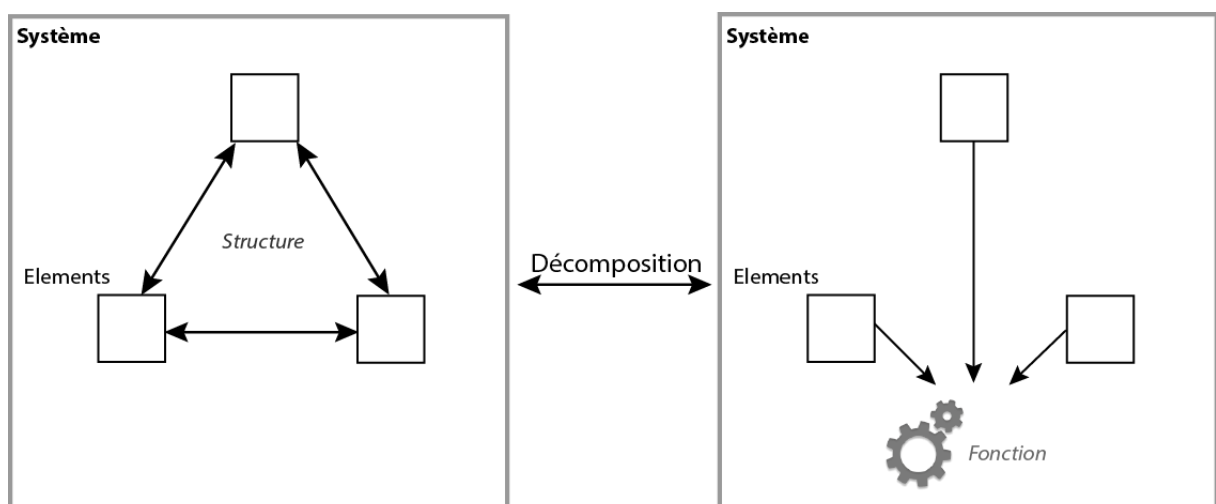 Système
Structure
Elements
Décomposition
Système
Elements
Fonction